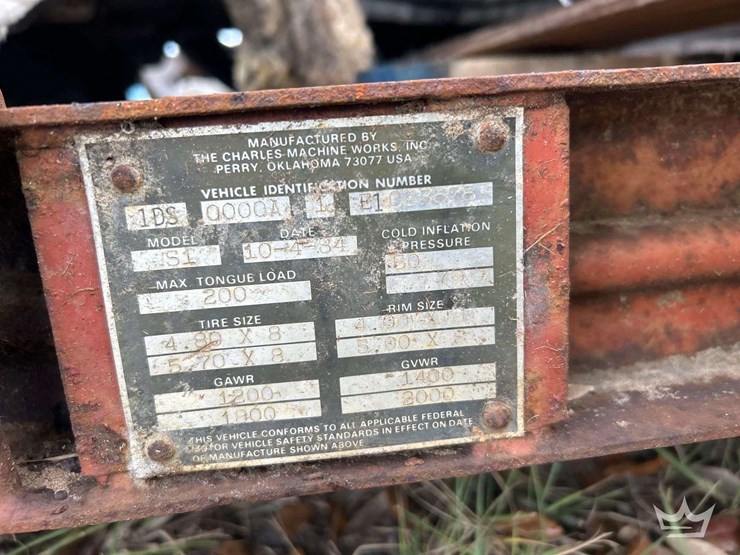 MANUFACTURED BY
THE CHARLES MACHINE WORKS, INC.
PERRY, OKLAHOMA 73077 USA
VEHICLE IDENTIFICATION NUMBER
1DS 0000A 1
MODEL DATE COLD INFLATION
S1 10-4-84 PRESSURE
MAX TONGUE LOAD
200
TIRE SIZE RIM SIZE
4.80 X 8
5.70 X 8 5.00 X 8
GAWR GVWR
1200 1400
1800 2000
THIS VEHICLE CONFORMS TO ALL APPLICABLE FEDERAL
MOTOR VEHICLE SAFETY STANDARDS IN EFFECT ON DATE
OF MANUFACTURE SHOWN ABOVE